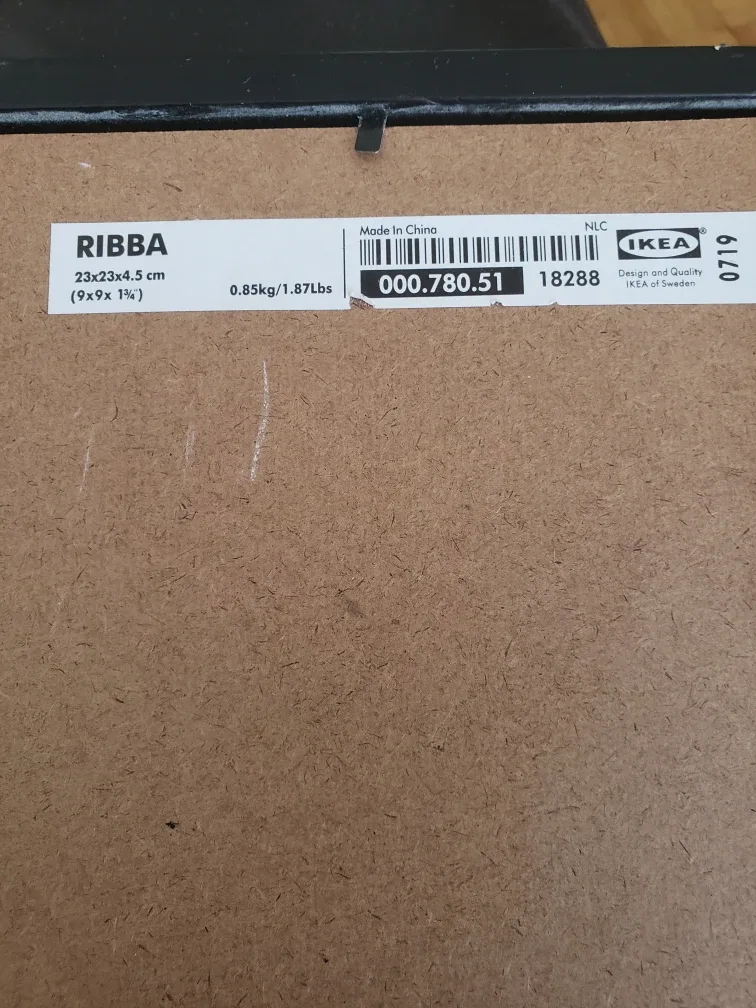 RIBBA
23x23x4.5 cm
(9x9x 1¾")
0.85kg/1.87Lbs
Made In China
NLC
000.780.51
18288
IKEA®
Design and Quality
IKEA of Sweden
0719